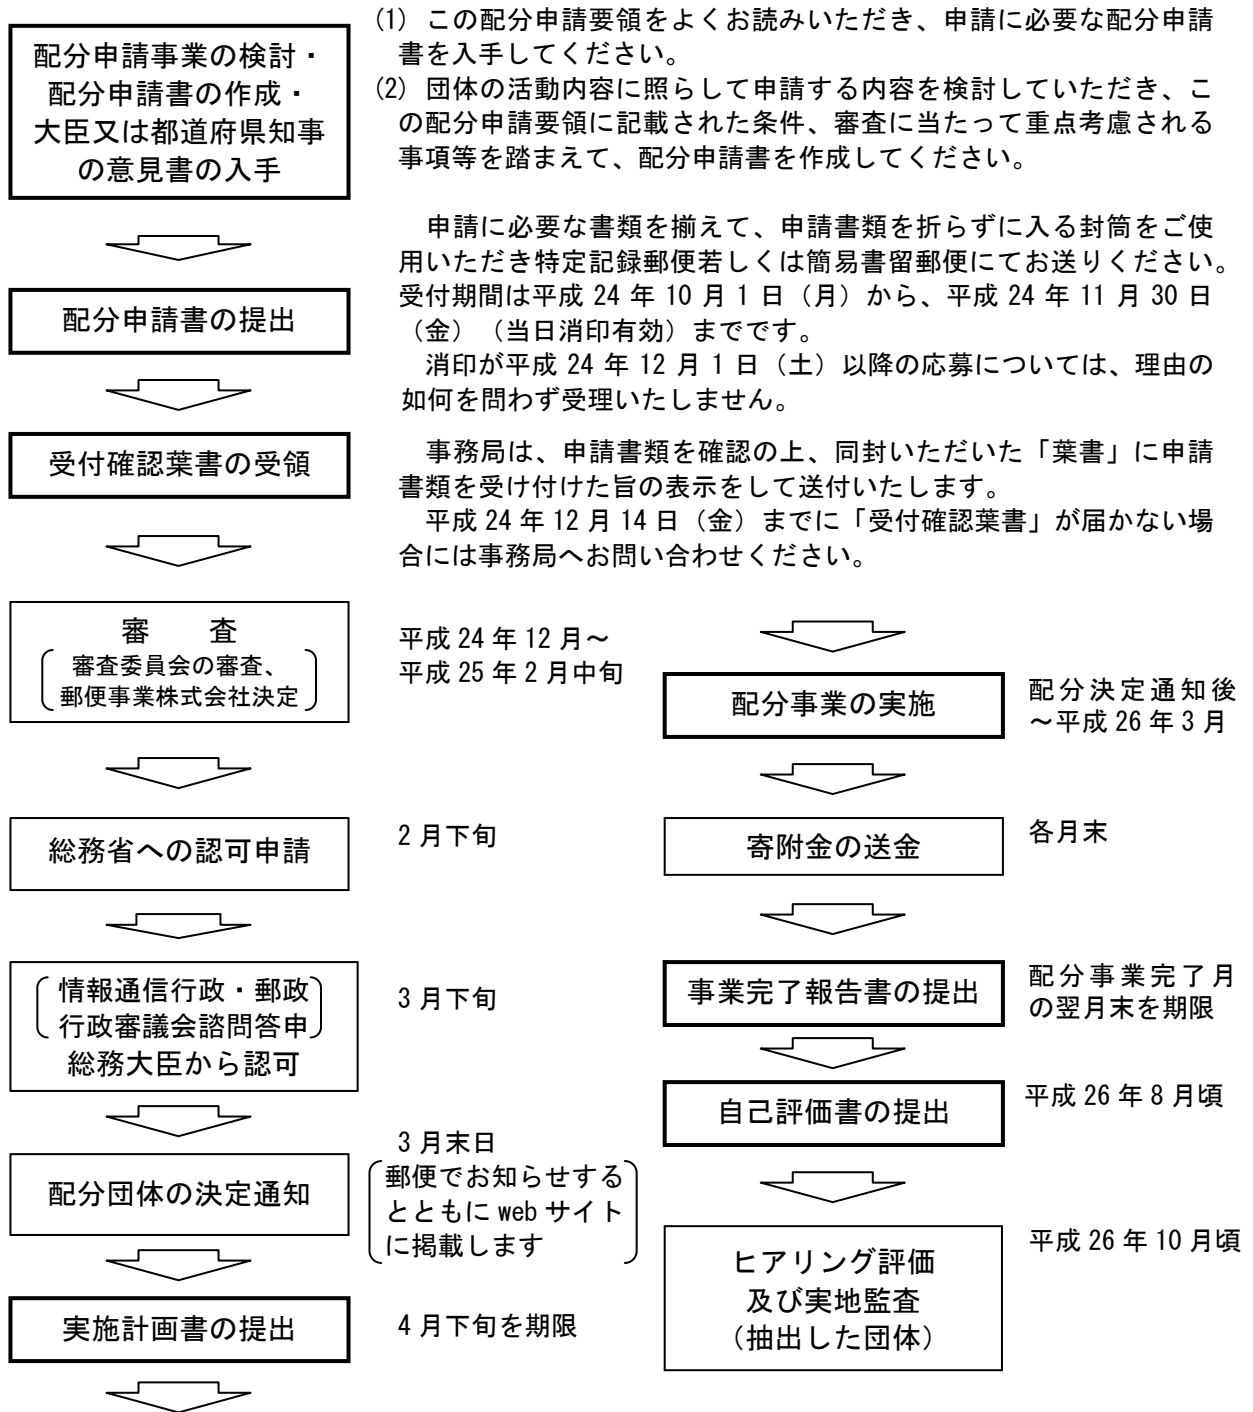 配分申請事業の検討・
配分申請書の作成・
大臣又は都道府県知事
の意見書の入手
(1) この配分申請要領をよくお読みいただき、申請に必要な配分申請
書を入手してください。
(2) 団体の活動内容に照らして申請する内容を検討していただき、こ
の配分申請要領に記載された条件、審査に当たって重点考慮される
事項等を踏まえて、配分申請書を作成してください。
配分申請書の提出
申請に必要な書類を揃えて、申請書類を折らずに入る封筒をご使
用いただき特定記録郵便若しくは簡易書留郵便にてお送りください。
受付期間は平成 24 年 10 月 1 日（月）から、平成 24 年 11 月 30 日
（金）（当日消印有効）までです。
消印が平成 24 年 12 月 1 日（土）以降の応募については、理由の
如何を問わず受理いたしません。
受付確認葉書の受領
事務局は、申請書類を確認の上、同封いただいた「葉書」に申請
書類を受け付けた旨の表示をして送付いたします。
平成 24 年 12 月 14 日（金）までに「受付確認葉書」が届かない場
合には事務局へお問い合わせください。
審　　査
審査委員会の審査、
郵便事業株式会社決定
平成 24 年 12 月～
平成 25 年 2 月中旬
総務省への認可申請
2 月下旬
情報通信行政・郵政
行政審議会諮問答申
総務大臣から認可
3 月下旬
配分団体の決定通知
3 月末日
郵便でお知らせする
とともに web サイト
に掲載します
実施計画書の提出
4 月下旬を期限
配分事業の実施
配分決定通知後
～平成 26 年 3 月
寄附金の送金
各月末
事業完了報告書の提出
配分事業完了月
の翌月末を期限
自己評価書の提出
平成 26 年 8 月頃
ヒアリング評価
及び実地監査
（抽出した団体）
平成 26 年 10 月頃